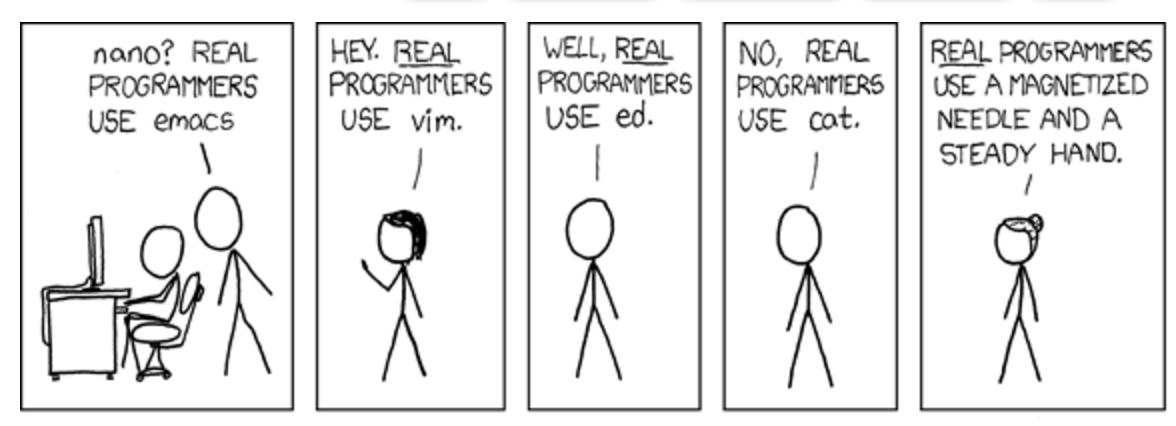 nano? REAL
PROGRAMMERS
USE emacs
HEY. REAL
PROGRAMMERS
USE vim.
WELL, REAL
PROGRAMMERS
USE ed.
NO, REAL
PROGRAMMERS
USE cat.
REAL PROGRAMMERS
USE A MAGNETIZED
NEEDLE AND A
STEADY HAND.